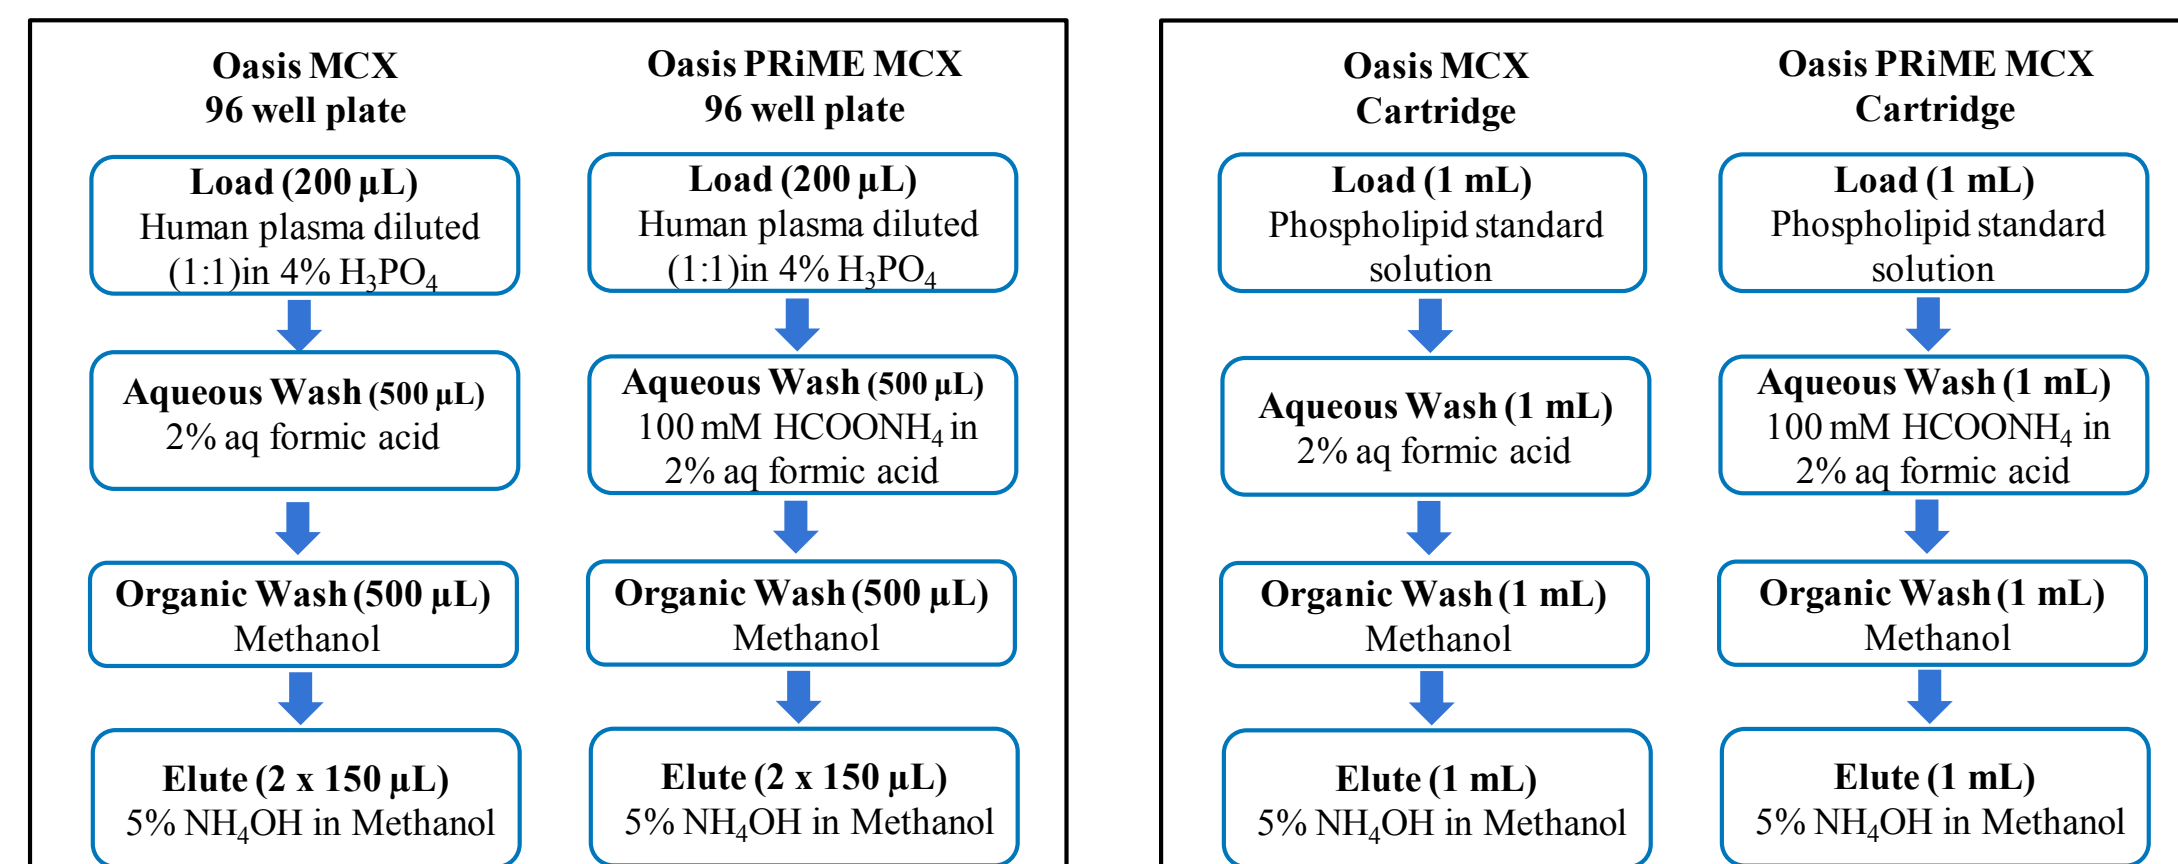 Oasis MCX
96 well plate
Load (200 µL)
Human plasma diluted
(1:1)in 4% H₃PO₄
Aqueous Wash (500 µL)
2% aq formic acid
Organic Wash (500 µL)
Methanol
Elute (2 x 150 µL)
5% NH₄OH in Methanol
Oasis PRiME MCX
96 well plate
Load (200 µL)
Human plasma diluted
(1:1)in 4% H₃PO₄
Aqueous Wash (500 µL)
100 mM HCOONH₄ in
2% aq formic acid
Organic Wash (500 µL)
Methanol
Elute (2 x 150 µL)
5% NH₄OH in Methanol
Oasis MCX
Cartridge
Load (1 mL)
Phospholipid standard
solution
Aqueous Wash (1 mL)
2% aq formic acid
Organic Wash (1 mL)
Methanol
Elute (1 mL)
5% NH₄OH in Methanol
Oasis PRiME MCX
Cartridge
Load (1 mL)
Phospholipid standard
solution
Aqueous Wash (1 mL)
100 mM HCOONH₄ in
2% aq formic acid
Organic Wash (1 mL)
Methanol
Elute (1 mL)
5% NH₄OH in Methanol